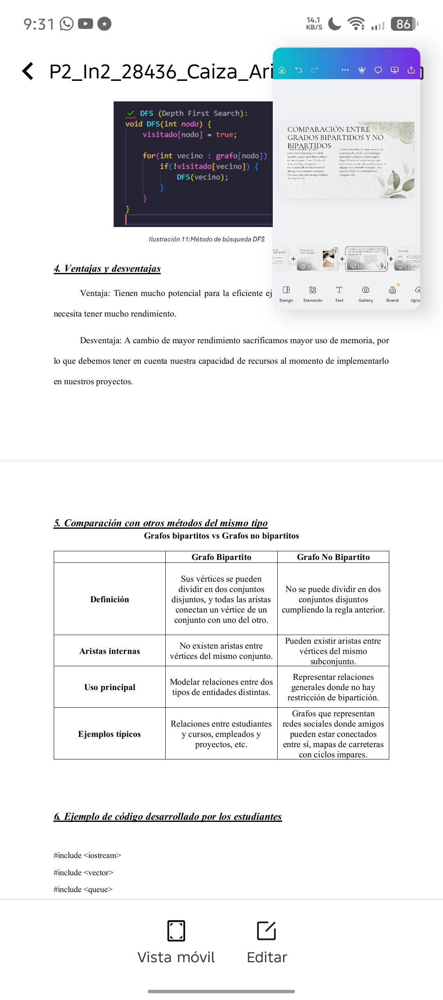 9:31
14.1
KB/S
86
P2_In2_28436_Caiza_Ari
DFS (Depth First Search):
void DFS(int nodo) {
visitado[nodo] = true;
for(int vecino : grafo[nodo])
if(!visitado[vecino]) {
DFS(vecino);
}
}
}
Ilustración 11:Método de búsqueda DFS
COMPARACIÓN ENTRE
GRADOS BIPARTIDOS Y NO
BIPARTIDOS
VENTAJAS Y
DESVENTAJAS
COMPARACIÓN ENTRE
GRADOS BIPARTIDOS Y NO
BIPARTIDOS
PROCESO
9
10
11
Design
Elements
Text
Gallery
Brand
Uplo
4. Ventajas y desventajas
Ventaja: Tienen mucho potencial para la eficiente ej
necesita tener mucho rendimiento.
Desventaja: A cambio de mayor rendimiento sacrificamos mayor uso de memoria, por
lo que debemos tener en cuenta nuestra capacidad de recursos al momento de implementarlo
en nuestros proyectos.
5. Comparación con otros métodos del mismo tipo
Grafos bipartitos vs Grafos no bipartitos
Grafo Bipartito
Grafo No Bipartito
Definición
Sus vértices se pueden
dividir en dos conjuntos
disjuntos, y todas las aristas
conectan un vértice de un
conjunto con uno del otro.
No se puede dividir en dos
conjuntos disjuntos
cumpliendo la regla anterior.
Aristas internas
No existen aristas entre
vértices del mismo conjunto.
Pueden existir aristas entre
vértices del mismo
subconjunto.
Uso principal
Modelar relaciones entre dos
tipos de entidades distintas.
Representar relaciones
generales donde no hay
restricción de bipartición.
Ejemplos típicos
Relaciones entre estudiantes
y cursos, empleados y
proyectos, etc.
Grafos que representan
redes sociales donde amigos
pueden estar conectados
entre sí, mapas de carreteras
con ciclos impares.
6. Ejemplo de código desarrollado por los estudiantes
#include <iostream>
#include <vector>
#include <queue>
Vista móvil
Editar